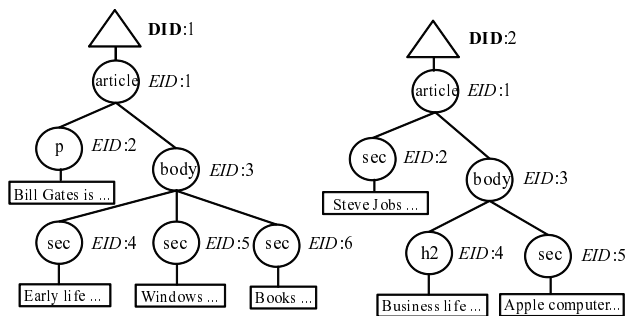 DID:1
article EID:1
p EID:2
body EID:3
Bill Gates is ...
sec EID:4
sec EID:5
sec EID:6
Early life ...
Windows ...
Books ...
DID:2
article EID:1
sec EID:2
body EID:3
Steve Jobs ...
h2 EID:4
sec EID:5
Business life ...
Apple computer...